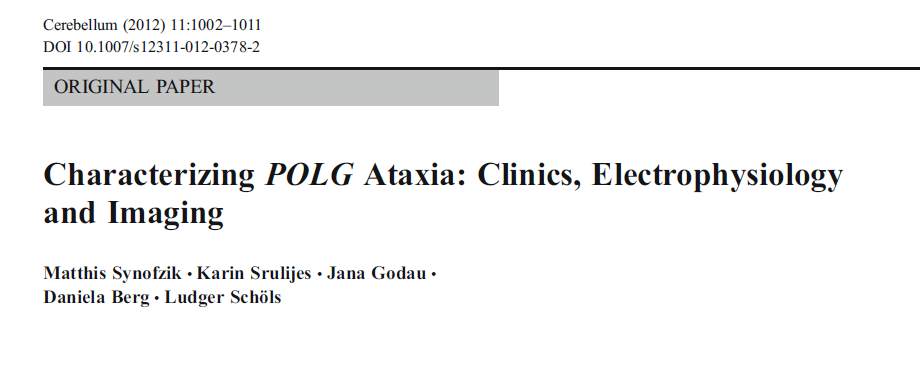 Cerebellum (2012) 11:1002–1011
DOI 10.1007/s12311-012-0378-2
ORIGINAL PAPER
Characterizing POLG Ataxia: Clinics, Electrophysiology
and Imaging
Matthis Synofzik · Karin Srulijes · Jana Godau ·
Daniela Berg · Ludger Schöls